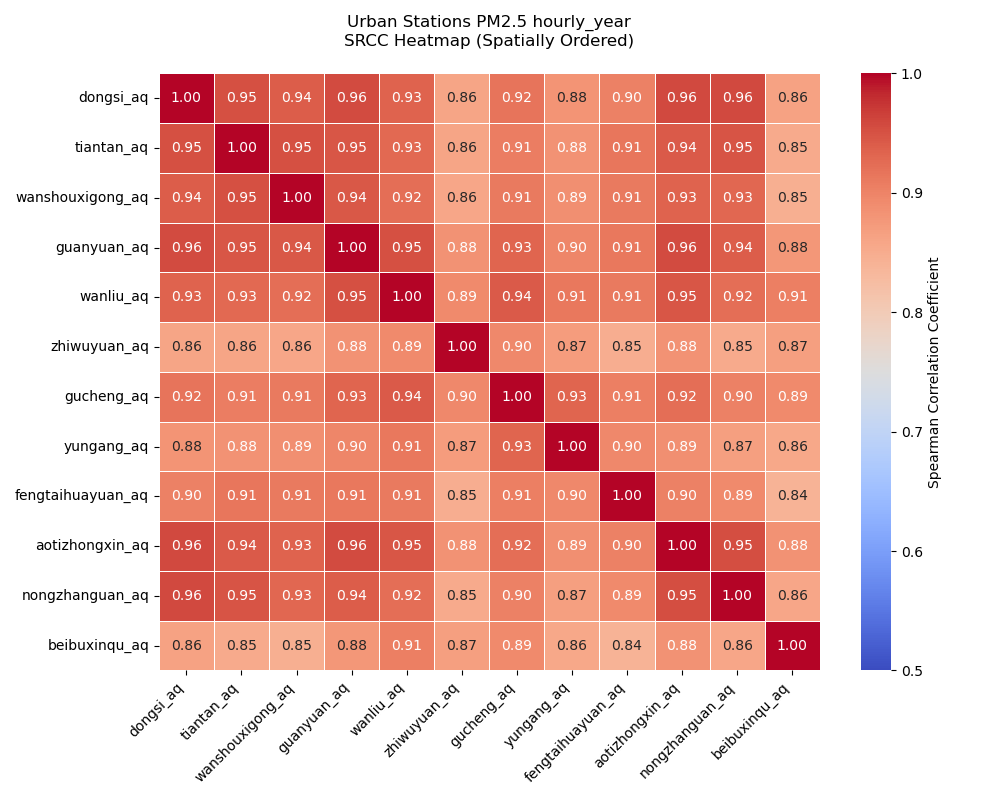 Urban Stations PM2.5 hourly_year
SRCC Heatmap (Spatially Ordered)
dongsi_aq 1.00 0.95 0.94 0.96 0.93 0.86 0.92 0.88 0.90 0.96 0.96 0.86
tiantan_aq 0.95 1.00 0.95 0.95 0.93 0.86 0.91 0.88 0.91 0.94 0.95 0.85
wanshouxigong_aq 0.94 0.95 1.00 0.94 0.92 0.86 0.91 0.89 0.91 0.93 0.93 0.85
guanyuan_aq 0.96 0.95 0.94 1.00 0.95 0.88 0.93 0.90 0.91 0.96 0.94 0.88
wanliu_aq 0.93 0.93 0.92 0.95 1.00 0.89 0.94 0.91 0.91 0.95 0.92 0.91
zhiwuyuan_aq 0.86 0.86 0.86 0.88 0.89 1.00 0.90 0.87 0.85 0.88 0.85 0.87
gucheng_aq 0.92 0.91 0.91 0.93 0.94 0.90 1.00 0.93 0.91 0.92 0.90 0.89
yungang_aq 0.88 0.88 0.89 0.90 0.91 0.87 0.93 1.00 0.90 0.89 0.87 0.86
fengtaihuayuan_aq 0.90 0.91 0.91 0.91 0.91 0.85 0.91 0.90 1.00 0.90 0.89 0.84
aotizhongxin_aq 0.96 0.94 0.93 0.96 0.95 0.88 0.92 0.89 0.90 1.00 0.95 0.88
nongzhanguan_aq 0.96 0.95 0.93 0.94 0.92 0.85 0.90 0.87 0.89 0.95 1.00 0.86
beibuxinqu_aq 0.86 0.85 0.85 0.88 0.91 0.87 0.89 0.86 0.84 0.88 0.86 1.00
dongsi_aq
tiantan_aq
wanshouxigong_aq
guanyuan_aq
wanliu_aq
zhiwuyuan_aq
gucheng_aq
yungang_aq
fengtaihuayuan_aq
aotizhongxin_aq
nongzhanguan_aq
beibuxinqu_aq
1.0
0.9
0.8
0.7
0.6
0.5
Spearman Correlation Coefficient